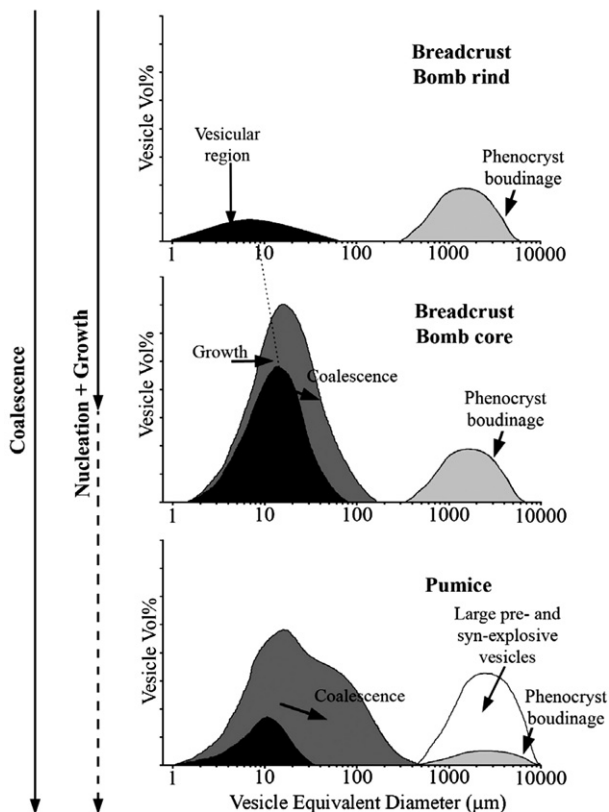 Coalescence
Nucleation + Growth
Vesicle Vol%
Breadcrust
Bomb rind
Vesicular
region
Phenocryst
boudinage
1 10 100 1000 10000
Vesicle Vol%
Breadcrust
Bomb core
Growth
Coalescence
Phenocryst
boudinage
1 10 100 1000 10000
Vesicle Vol%
Pumice
Large pre- and
syn-explosive
vesicles
Coalescence
Phenocryst
boudinage
1 10 100 1000 10000
Vesicle Equivalent Diameter (μm)